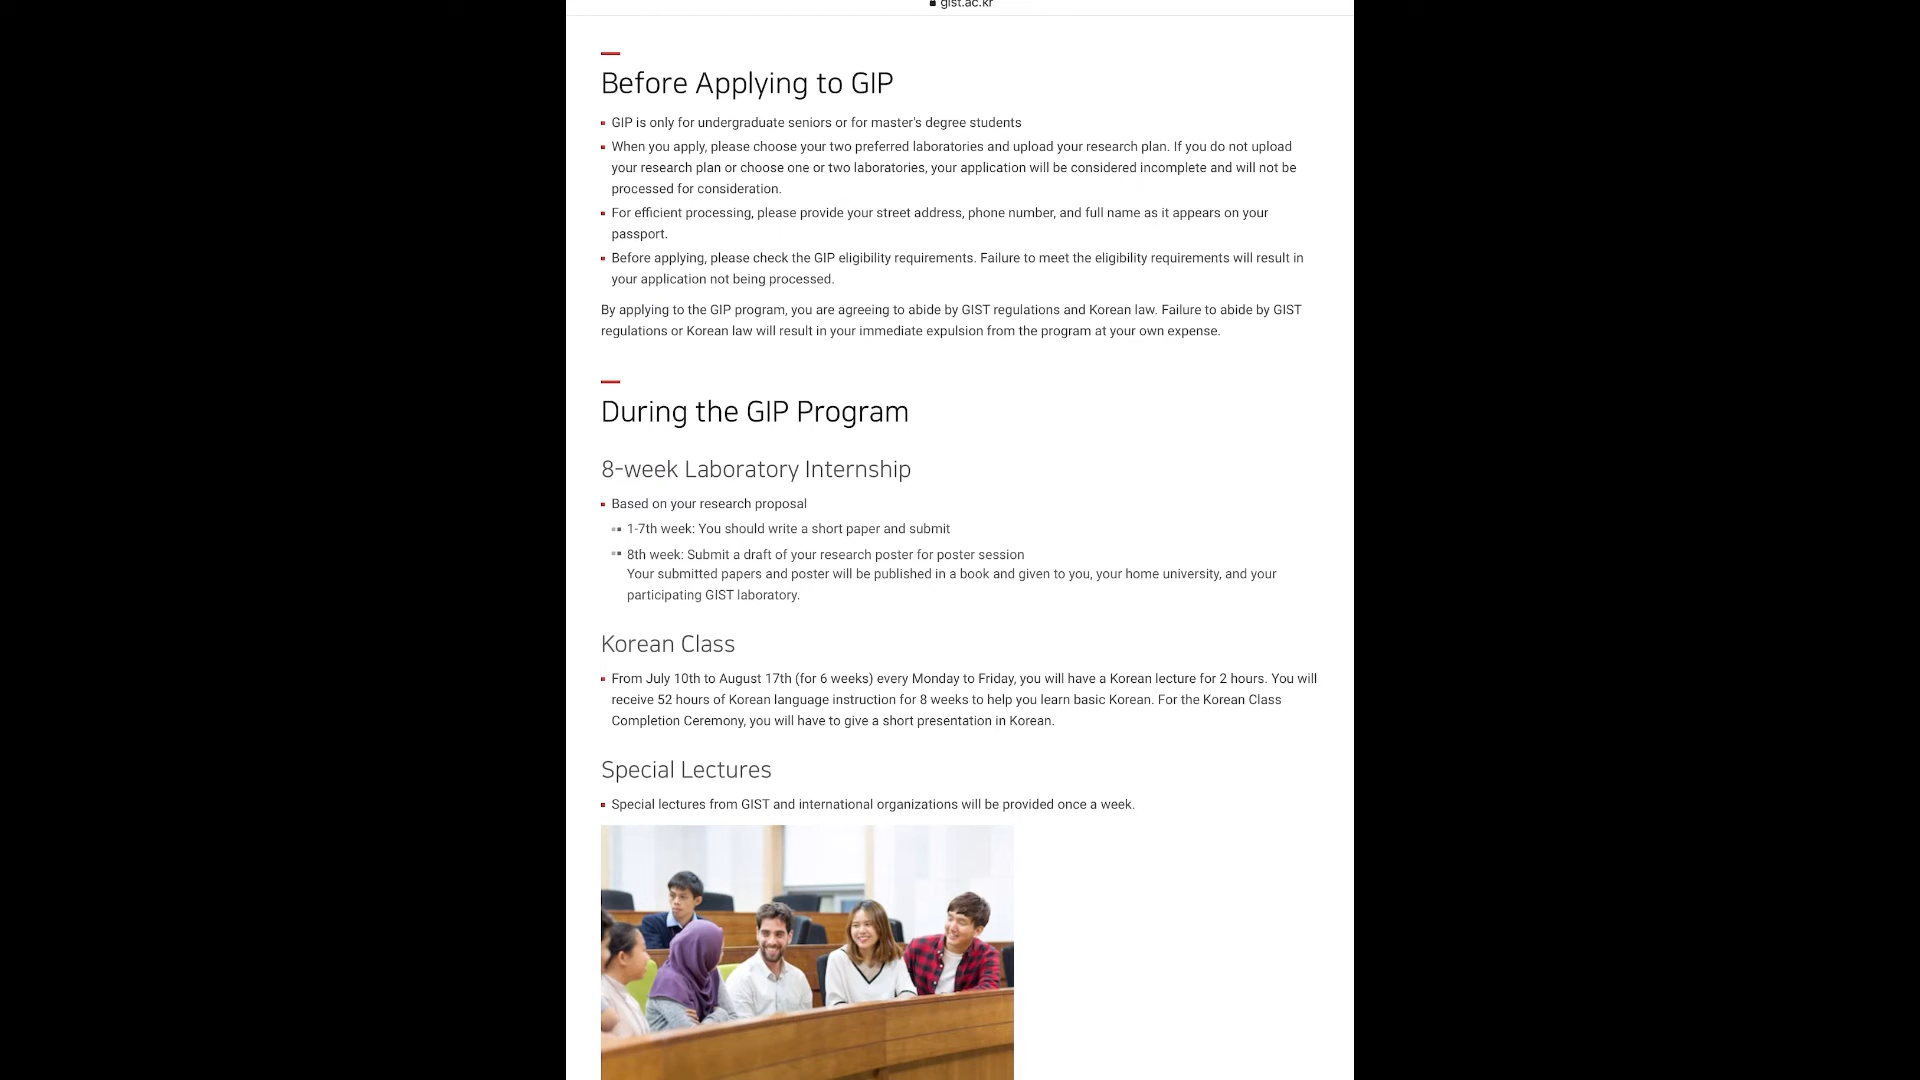 gist.ac.kr
Before Applying to GIP
GIP is only for undergraduate seniors or for master's degree students
When you apply, please choose your two preferred laboratories and upload your research plan. If you do not upload
your research plan or choose one or two laboratories, your application will be considered incomplete and will not be
processed for consideration.
For efficient processing, please provide your street address, phone number, and full name as it appears on your
passport.
Before applying, please check the GIP eligibility requirements. Failure to meet the eligibility requirements will result in
your application not being processed.
By applying to the GIP program, you are agreeing to abide by GIST regulations and Korean law. Failure to abide by GIST
regulations or Korean law will result in your immediate expulsion from the program at your own expense.
During the GIP Program
8-week Laboratory Internship
Based on your research proposal
1-7th week: You should write a short paper and submit
8th week: Submit a draft of your research poster for poster session
Your submitted papers and poster will be published in a book and given to you, your home university, and your
participating GIST laboratory.
Korean Class
From July 10th to August 17th (for 6 weeks) every Monday to Friday, you will have a Korean lecture for 2 hours. You will
receive 52 hours of Korean language instruction for 8 weeks to help you learn basic Korean. For the Korean Class
Completion Ceremony, you will have to give a short presentation in Korean.
Special Lectures
Special lectures from GIST and international organizations will be provided once a week.